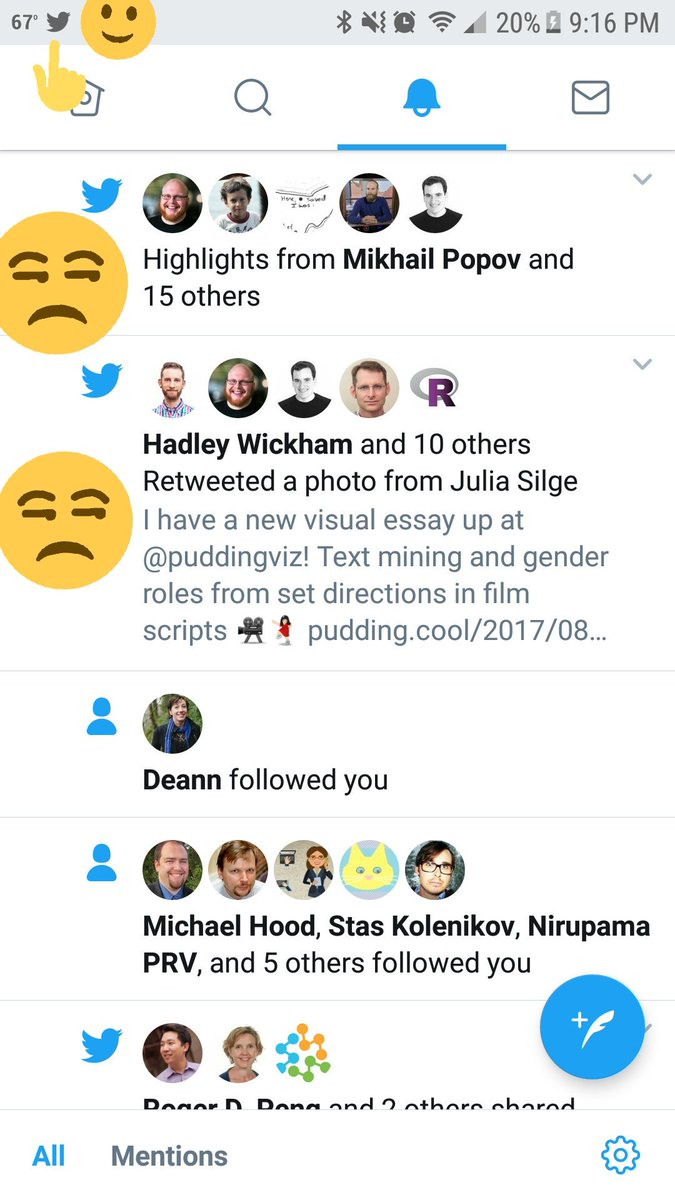 67° 20% 9:16 PM
Highlights from Mikhail Popov and
15 others
R
Hadley Wickham and 10 others
Retweeted a photo from Julia Silge
I have a new visual essay up at
@puddingviz! Text mining and gender
roles from set directions in film
scripts 🎥💃 pudding.cool/2017/08…
Deann followed you
Michael Hood, Stas Kolenikov, Nirupama
PRV, and 5 others followed you
Roger D. Peng and 2 others shared
All Mentions